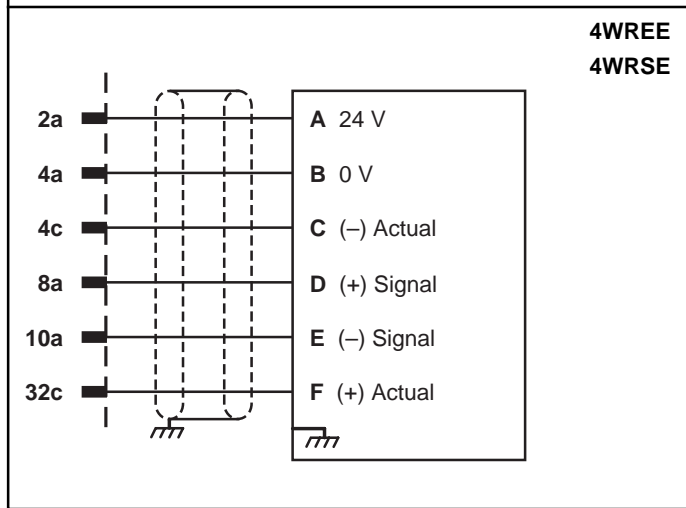 4WREE
4WRSE
2a A 24 V
4a B 0 V
4c C (–) Actual
8a D (+) Signal
10a E (–) Signal
32c F (+) Actual